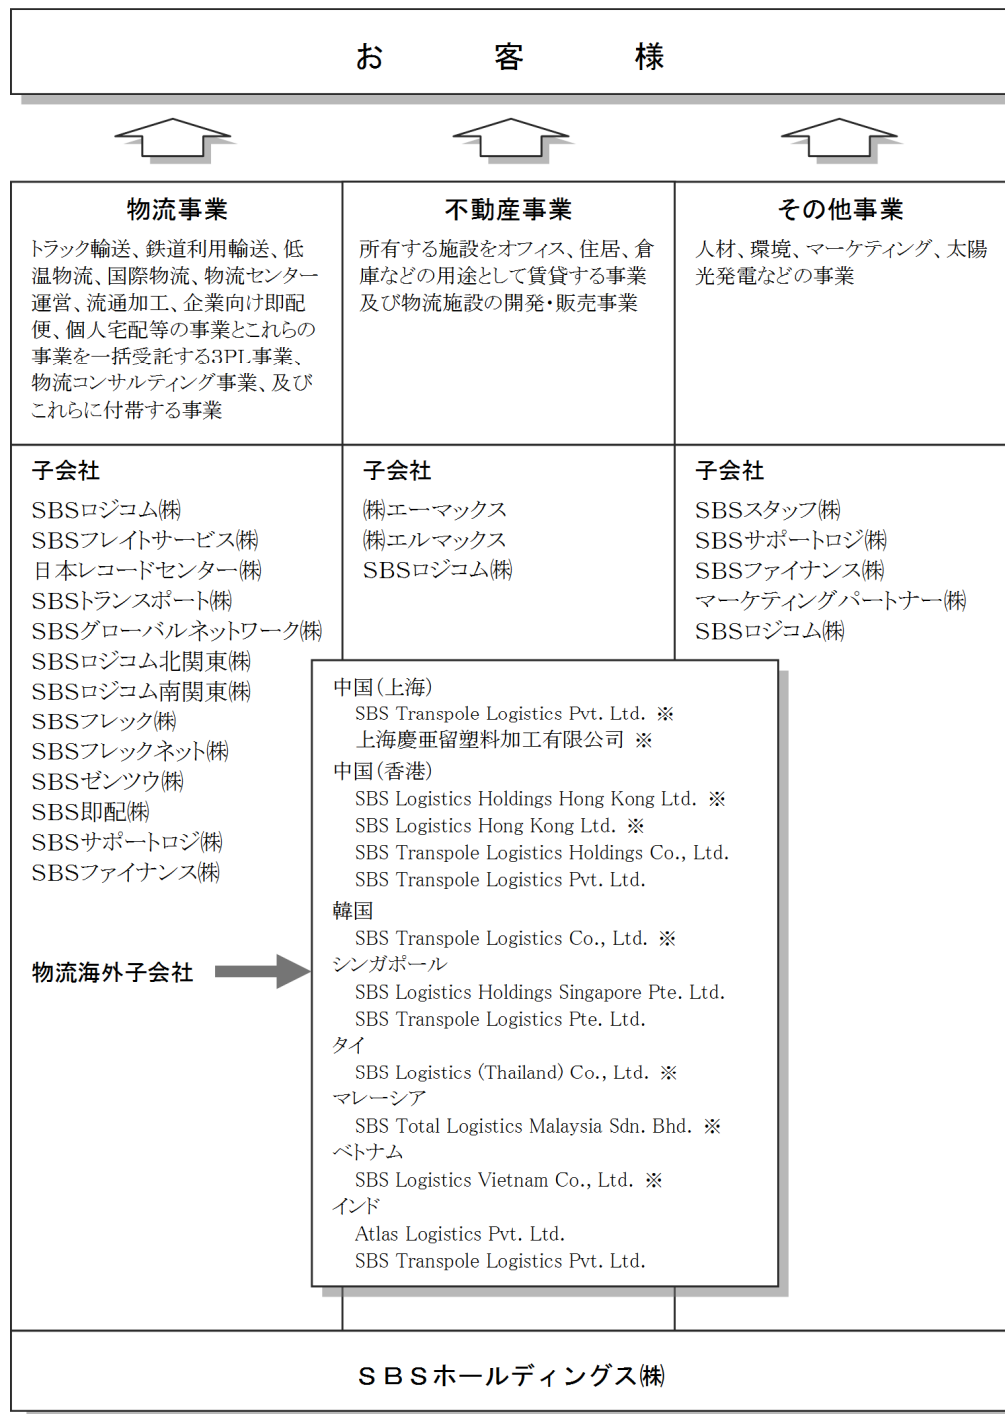 お客様
物流事業
トラック輸送、鉄道利用輸送、低
温物流、国際物流、物流センター
運営、流通加工、企業向け即配
便、個人宅配等の事業とこれらの
事業を一括受託する3PL事業、
物流コンサルティング事業、及び
これらに付帯する事業
不動産事業
所有する施設をオフィス、住居、倉
庫などの用途として賃貸する事業
及び物流施設の開発・販売事業
その他事業
人材、環境、マーケティング、太陽
光発電などの事業
子会社
SBSロジコム㈱
SBSフレイトサービス㈱
日本レコードセンター㈱
SBSトランスポート㈱
SBSグローバルネットワーク㈱
SBSロジコム北関東㈱
SBSロジコム南関東㈱
SBSフレック㈱
SBSフレックネット㈱
SBSゼンツウ㈱
SBS即配㈱
SBSサポートロジ㈱
SBSファイナンス㈱
子会社
㈱エーマックス
㈱エルマックス
SBSロジコム㈱
子会社
SBSスタッフ㈱
SBSサポートロジ㈱
SBSファイナンス㈱
マーケティングパートナー㈱
SBSロジコム㈱
物流海外子会社
中国(上海)
SBS Transpole Logistics Pvt. Ltd. ※
上海慶亜留塑料加工有限公司 ※
中国(香港)
SBS Logistics Holdings Hong Kong Ltd. ※
SBS Logistics Hong Kong Ltd. ※
SBS Transpole Logistics Holdings Co., Ltd.
SBS Transpole Logistics Pvt. Ltd.
韓国
SBS Transpole Logistics Co., Ltd. ※
シンガポール
SBS Logistics Holdings Singapore Pte. Ltd.
SBS Transpole Logistics Pte. Ltd.
タイ
SBS Logistics (Thailand) Co., Ltd. ※
マレーシア
SBS Total Logistics Malaysia Sdn. Bhd. ※
ベトナム
SBS Logistics Vietnam Co., Ltd. ※
インド
Atlas Logistics Pvt. Ltd.
SBS Transpole Logistics Pvt. Ltd.
ＳＢＳホールディングス㈱